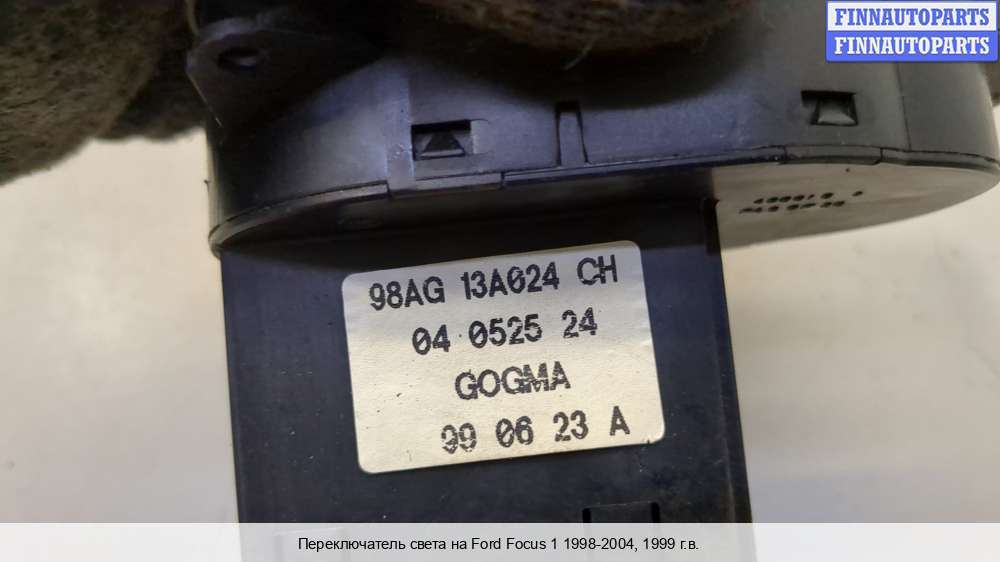 FINNAUTOPARTS
FINNAUTOPARTS
98AG 13A024 CH
04 0525 24
GOGMA
99 06 23 A
Переключатель света на Ford Focus 1 1998-2004, 1999 г.в.